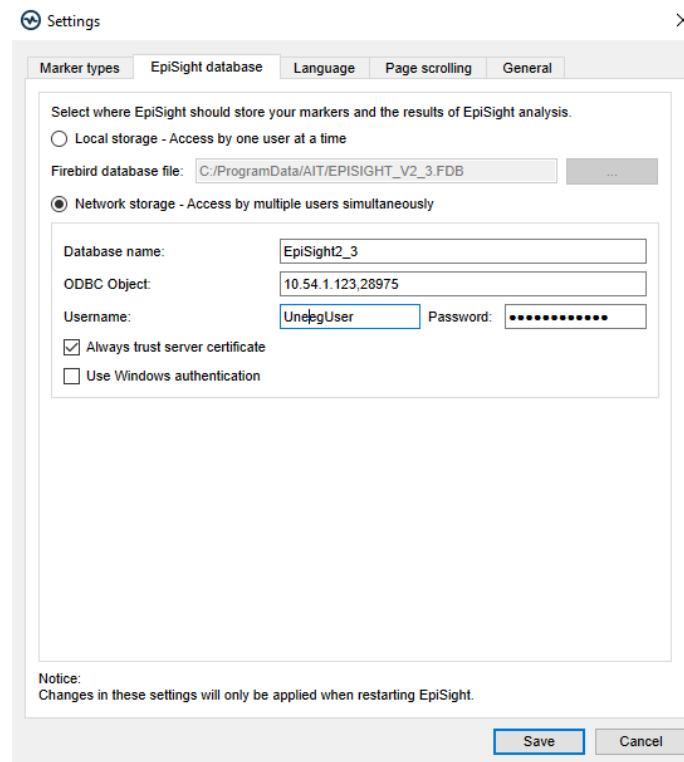 Settings
Marker types EpiSight database Language Page scrolling General
Select where EpiSight should store your markers and the results of EpiSight analysis.
Local storage - Access by one user at a time
Firebird database file: C:/ProgramData/AIT/EPISIGHT_V2_3.FDB ...
Network storage - Access by multiple users simultaneously
Database name: EpiSight2_3
ODBC Object: 10.54.1.123,28975
Username: UneegUser Password: ●●●●●●●●●●●●
Always trust server certificate
Use Windows authentication
Notice:
Changes in these settings will only be applied when restarting EpiSight.
Save Cancel